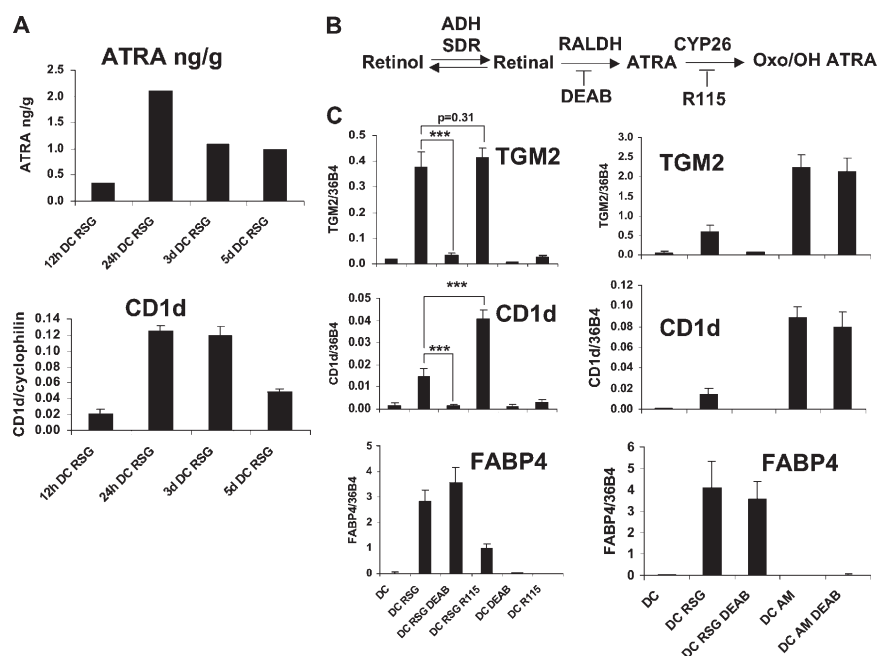 A
ATRA ng/g
ATRA ng/g
2.5
2.0
1.5
1.0
0.5
0.0
12h DC RSG
24h DC RSG
3d DC RSG
5d DC RSG
CD1d
CD1d/cyclophilin
0.14
0.12
0.10
0.08
0.06
0.04
0.02
0.00
12h DC RSG
24h DC RSG
3d DC RSG
5d DC RSG
B
ADH
SDR
RALDH
CYP26
Retinol
Retinal
ATRA
Oxo/OH ATRA
DEAB
R115
C
p=0.31
***
TGM2
TGM2/36B4
0.5
0.4
0.3
0.2
0.1
0.0
TGM2
TGM2/36B4
3.0
2.5
2.0
1.5
1.0
0.5
0.0
***
***
CD1d
CD1d/36B4
0.05
0.04
0.03
0.02
0.01
0.00
CD1d
CD1d/36B4
0.12
0.10
0.08
0.06
0.04
0.02
0.00
FABP4
FABP4/36B4
5
4
3
2
1
0
DC
DC RSG
DC RSG DEAB
DC RSG R115
DC DEAB
DC R115
FABP4
FABP4/36B4
6
5
4
3
2
1
0
DC
DC RSG
DC RSG DEAB
DC AM
DC AM DEAB